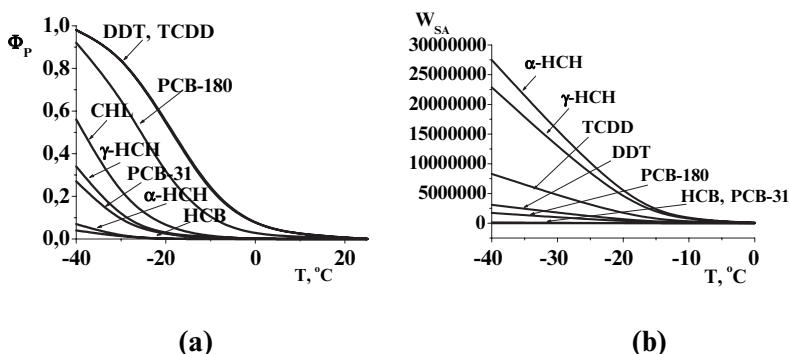 Φ_P
1,0
0,8
0,6
0,4
0,2
0,0
DDT, TCDD
PCB-180
CHL
γ-HCH
PCB-31
α-HCH
HCB
-40
-20
0
20
T, °C
(a)
W_SA
30000000
25000000
20000000
15000000
10000000
5000000
0
α-HCH
γ-HCH
TCDD
DDT
PCB-180
HCB, PCB-31
-40
-30
-20
-10
0
T, °C
(b)